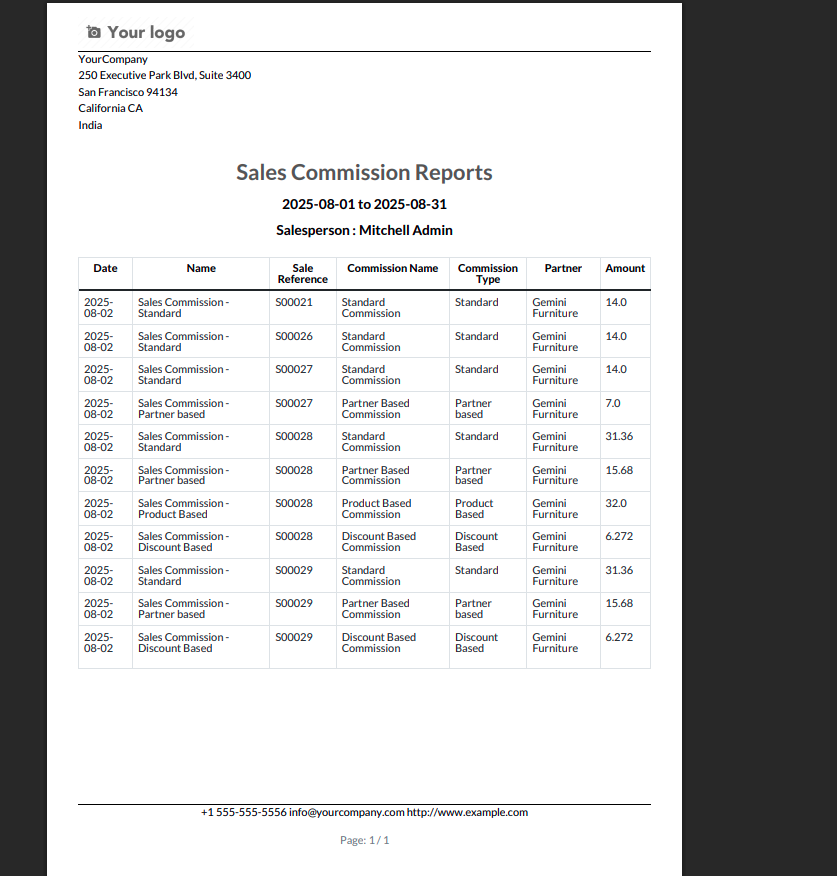 Your logo
YourCompany
250 Executive Park Blvd, Suite 3400
San Francisco 94134
California CA
India
Sales Commission Reports
2025-08-01 to 2025-08-31
Salesperson : Mitchell Admin
Date Name Sale Reference Commission Name Commission Type Partner Amount
2025-08-02 Sales Commission - Standard S00021 Standard Commission Standard Gemini Furniture 14.0
2025-08-02 Sales Commission - Standard S00026 Standard Commission Standard Gemini Furniture 14.0
2025-08-02 Sales Commission - Standard S00027 Standard Commission Standard Gemini Furniture 14.0
2025-08-02 Sales Commission - Partner based S00027 Partner Based Commission Partner based Gemini Furniture 7.0
2025-08-02 Sales Commission - Standard S00028 Standard Commission Standard Gemini Furniture 31.36
2025-08-02 Sales Commission - Partner based S00028 Partner Based Commission Partner based Gemini Furniture 15.68
2025-08-02 Sales Commission - Product Based S00028 Product Based Commission Product Based Gemini Furniture 32.0
2025-08-02 Sales Commission - Discount Based S00028 Discount Based Commission Discount Based Gemini Furniture 6.272
2025-08-02 Sales Commission - Standard S00029 Standard Commission Standard Gemini Furniture 31.36
2025-08-02 Sales Commission - Partner based S00029 Partner Based Commission Partner based Gemini Furniture 15.68
2025-08-02 Sales Commission - Discount Based S00029 Discount Based Commission Discount Based Gemini Furniture 6.272
+1 555-555-5556 info@yourcompany.com http://www.example.com
Page: 1 / 1